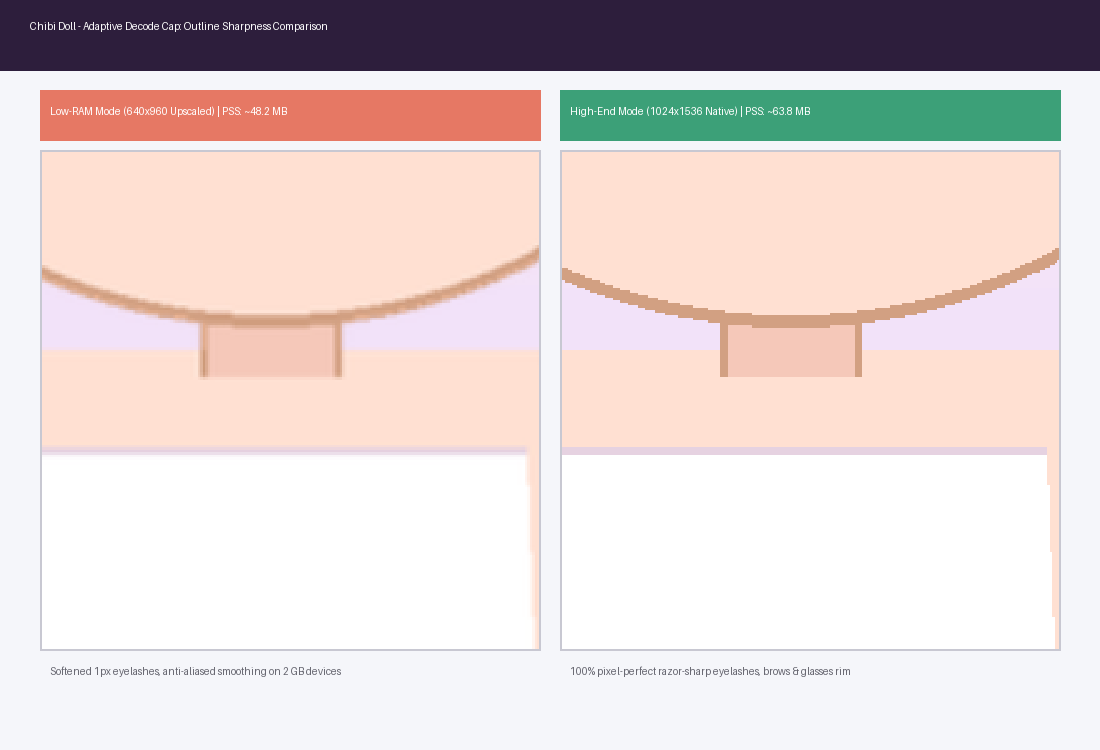 Chibi Doll - Adaptive Decode Cap: Outline Sharpness Comparison
Low-RAM Mode (640x960 Upscaled) | PSS: ~48.2 MB
High-End Mode (1024x1536 Native) | PSS: ~63.8 MB
Softened 1px eyelashes, anti-aliased smoothing on 2 GB devices
100% pixel-perfect razor-sharp eyelashes, brows & glasses rim